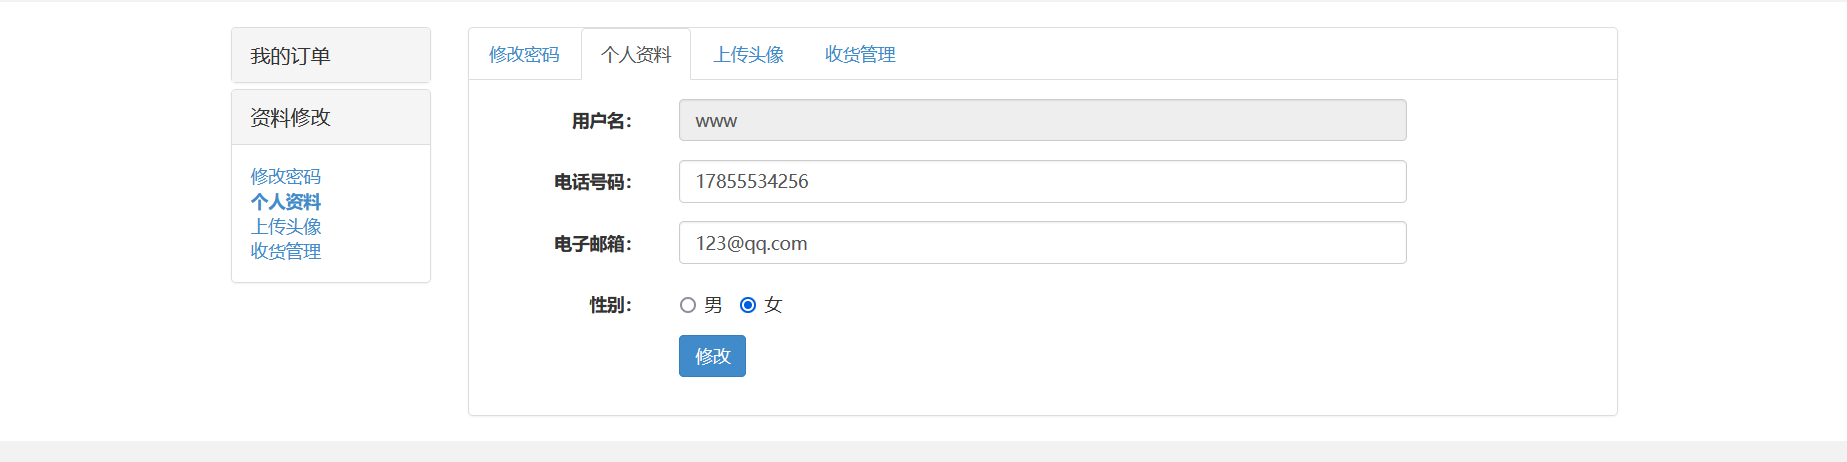 我的订单
资料修改
修改密码
个人资料
上传头像
收货管理
修改密码 个人资料 上传头像 收货管理
用户名： www
电话号码： 17855534256
电子邮箱： 123@qq.com
性别： 男 女
修改